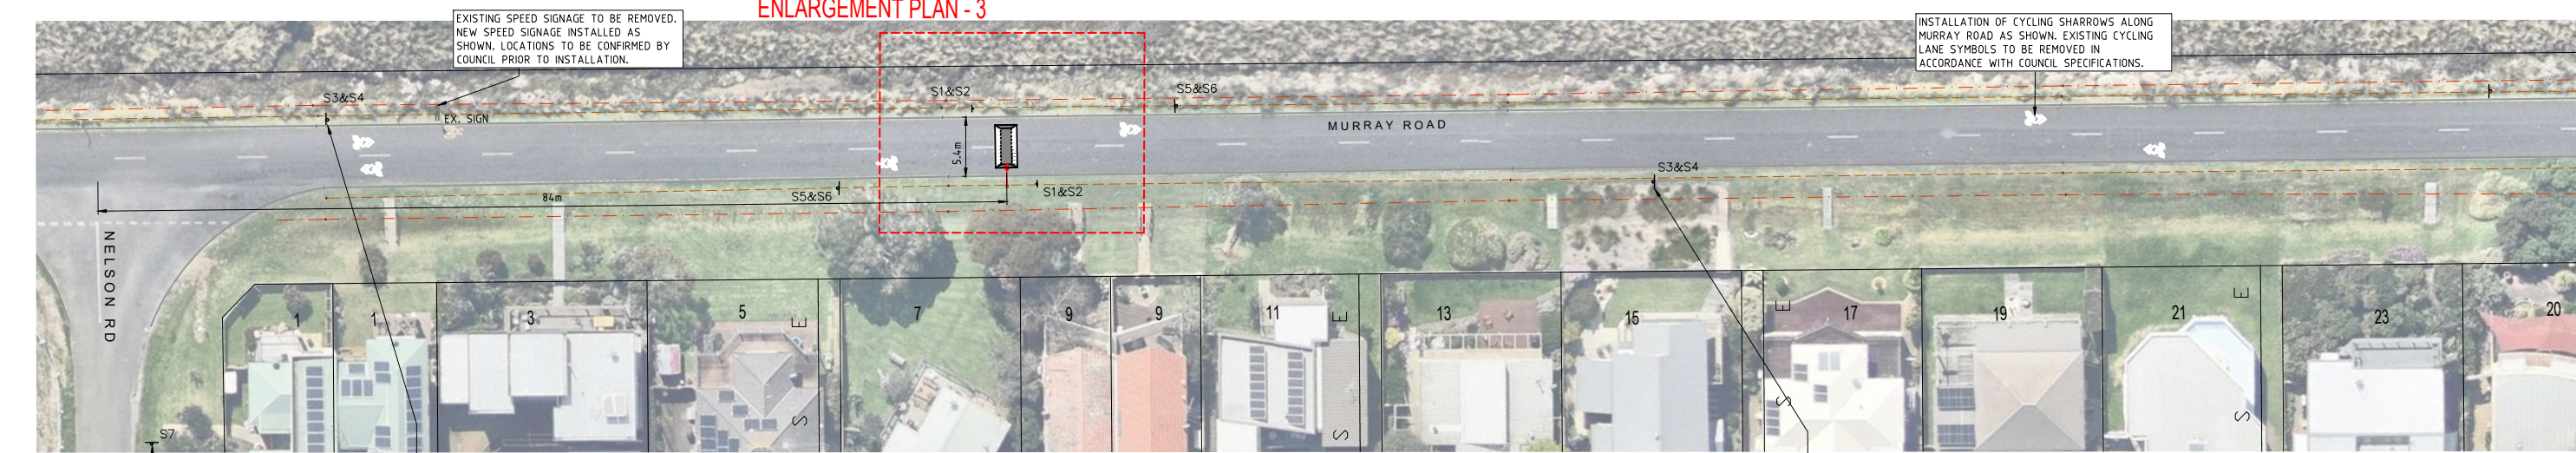 ENLARGEMENT PLAN - 3
EXISTING SPEED SIGNAGE TO BE REMOVED.
NEW SPEED SIGNAGE INSTALLED AS
SHOWN. LOCATIONS TO BE CONFIRMED BY
COUNCIL PRIOR TO INSTALLATION.
INSTALLATION OF CYCLING SHARROWS ALONG
MURRAY ROAD AS SHOWN. EXISTING CYCLING
LANE SYMBOLS TO BE REMOVED IN
ACCORDANCE WITH COUNCIL SPECIFICATIONS.
S3&S4
S1&S2
S5&S6
EX. SIGN
MURRAY ROAD
5.4m
S3&S4
S5&S6
S1&S2
84m
NELSON RD
1
1
3
5
E
S
7
9
9
11
E
S
13
15
E
S
17
19
21
E
S
23
20
S7